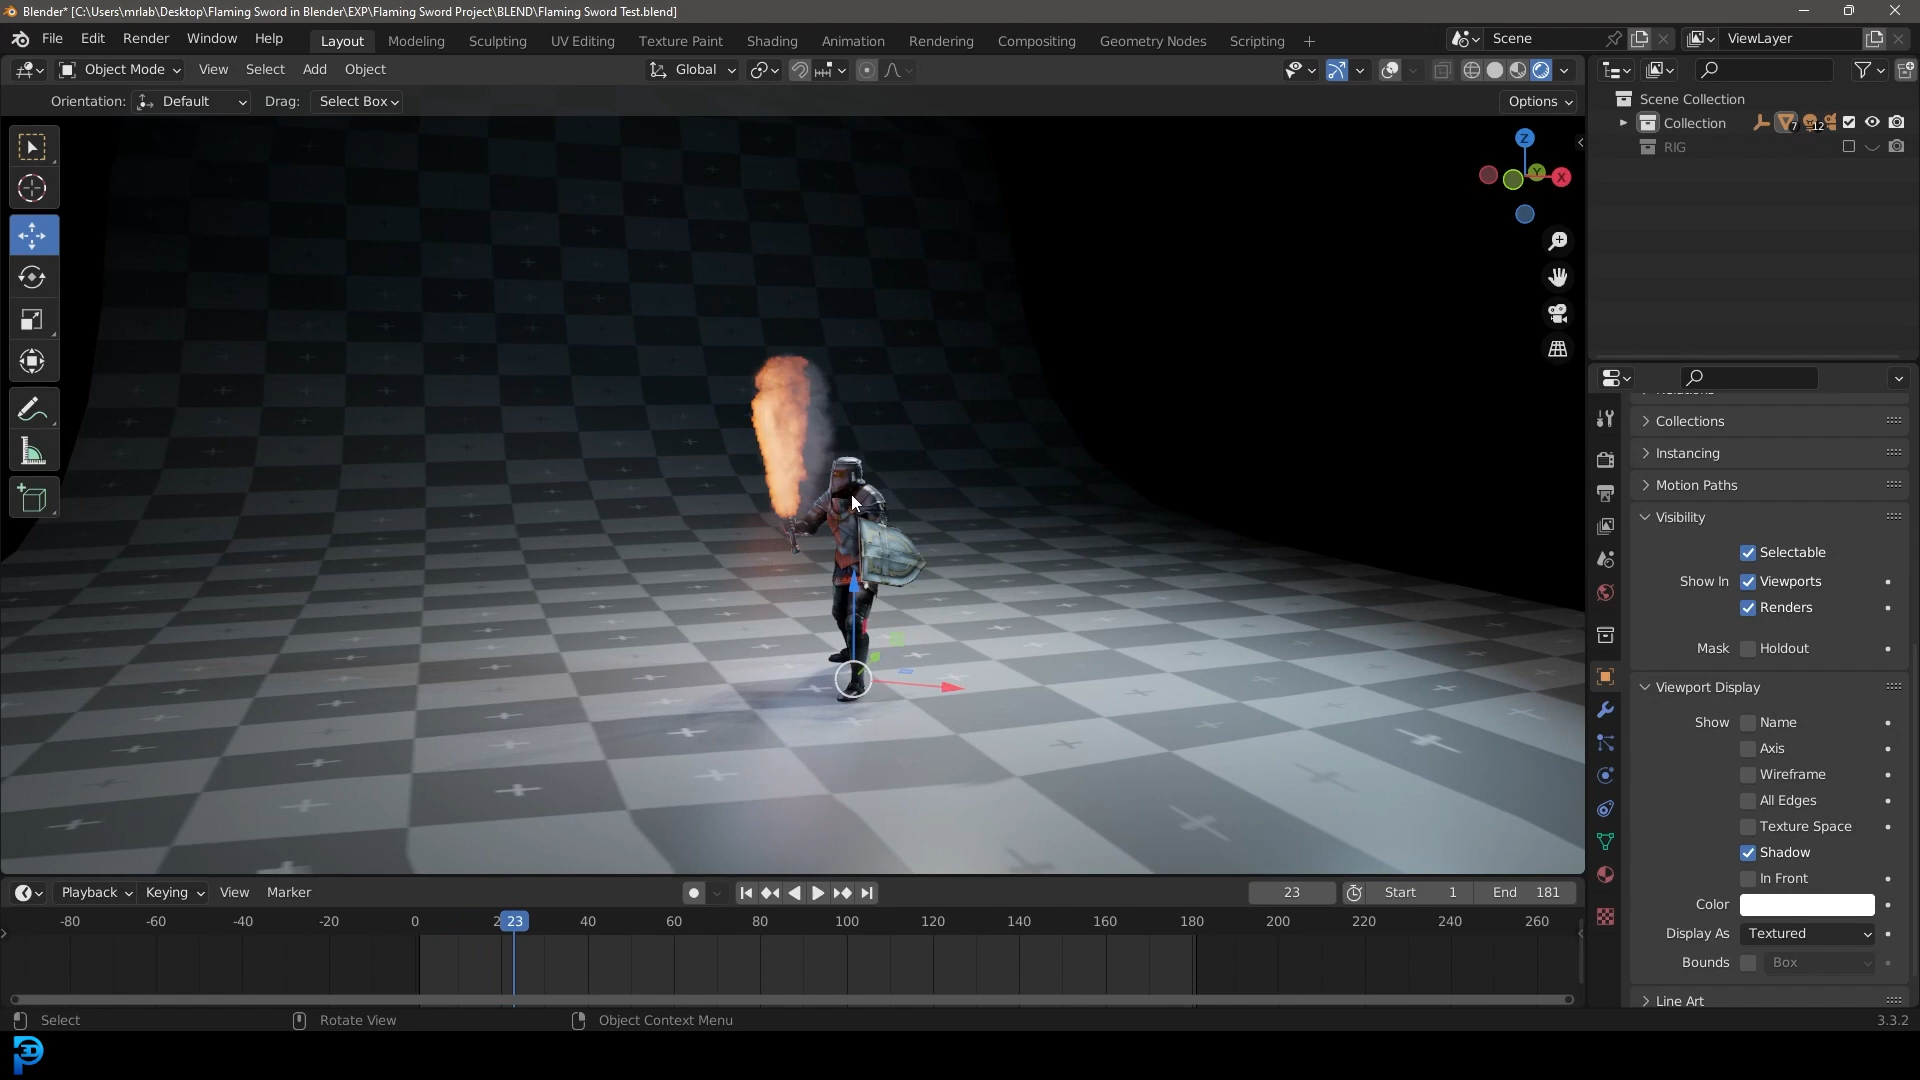 Blender* [C:\Users\mrlab\Desktop\Flaming Sword in Blender\EXP\Flaming Sword Project\BLEND\Flaming Sword Test.blend]
File Edit Render Window Help Layout Modeling Sculpting UV Editing Texture Paint Shading Animation Rendering Compositing Geometry Nodes Scripting + Scene ViewLayer
Object Mode View Select Add Object Global
Orientation: Default Drag: Select Box Options
Scene Collection
Collection 7 12
RIG
Z
Y
X
Collections
Instancing
Motion Paths
Visibility
Selectable
Show In Viewports
Renders
Mask Holdout
Viewport Display
Show Name
Axis
Wireframe
All Edges
Texture Space
Shadow
In Front
Color
Display As Textured
Bounds Box
Line Art
Playback Keying View Marker 23 Start 1 End 181
-80 -60 -40 -20 0 23 40 60 80 100 120 140 160 180 200 220 240 260
Select Rotate View Object Context Menu 3.3.2
3D